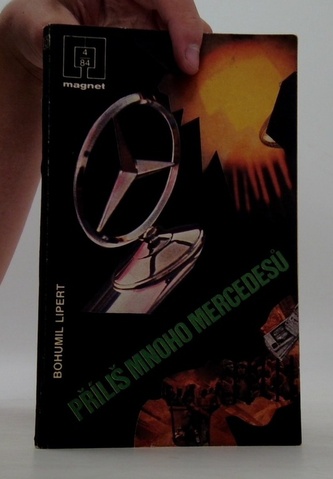 4
84
magnet
BOHUMIL LIPERT
PŘÍLIŠ MNOHO MERCEDESŮ